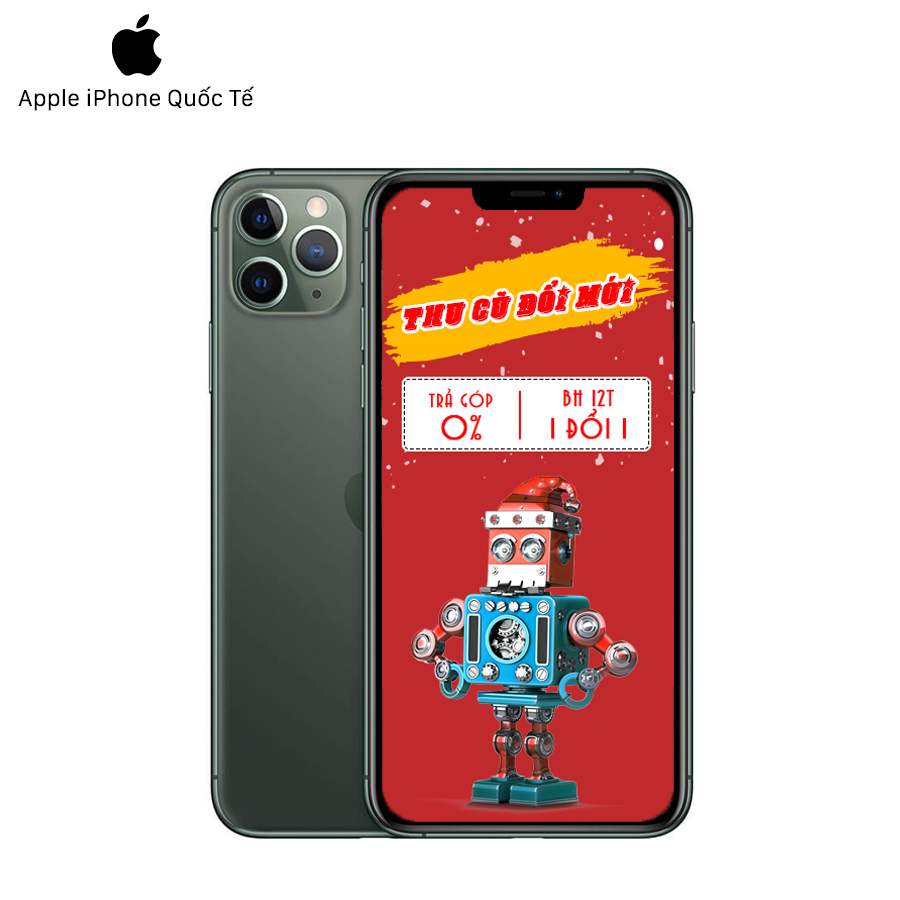 Apple iPhone Quốc Tế
THU CŨ ĐỔI MỚI
TRẢ GÓP
0%
BH 12T
1 ĐỔI 1